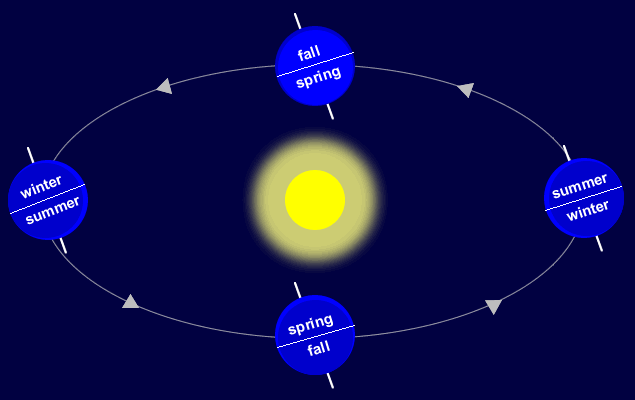 fall
spring
winter
summer
summer
winter
spring
fall